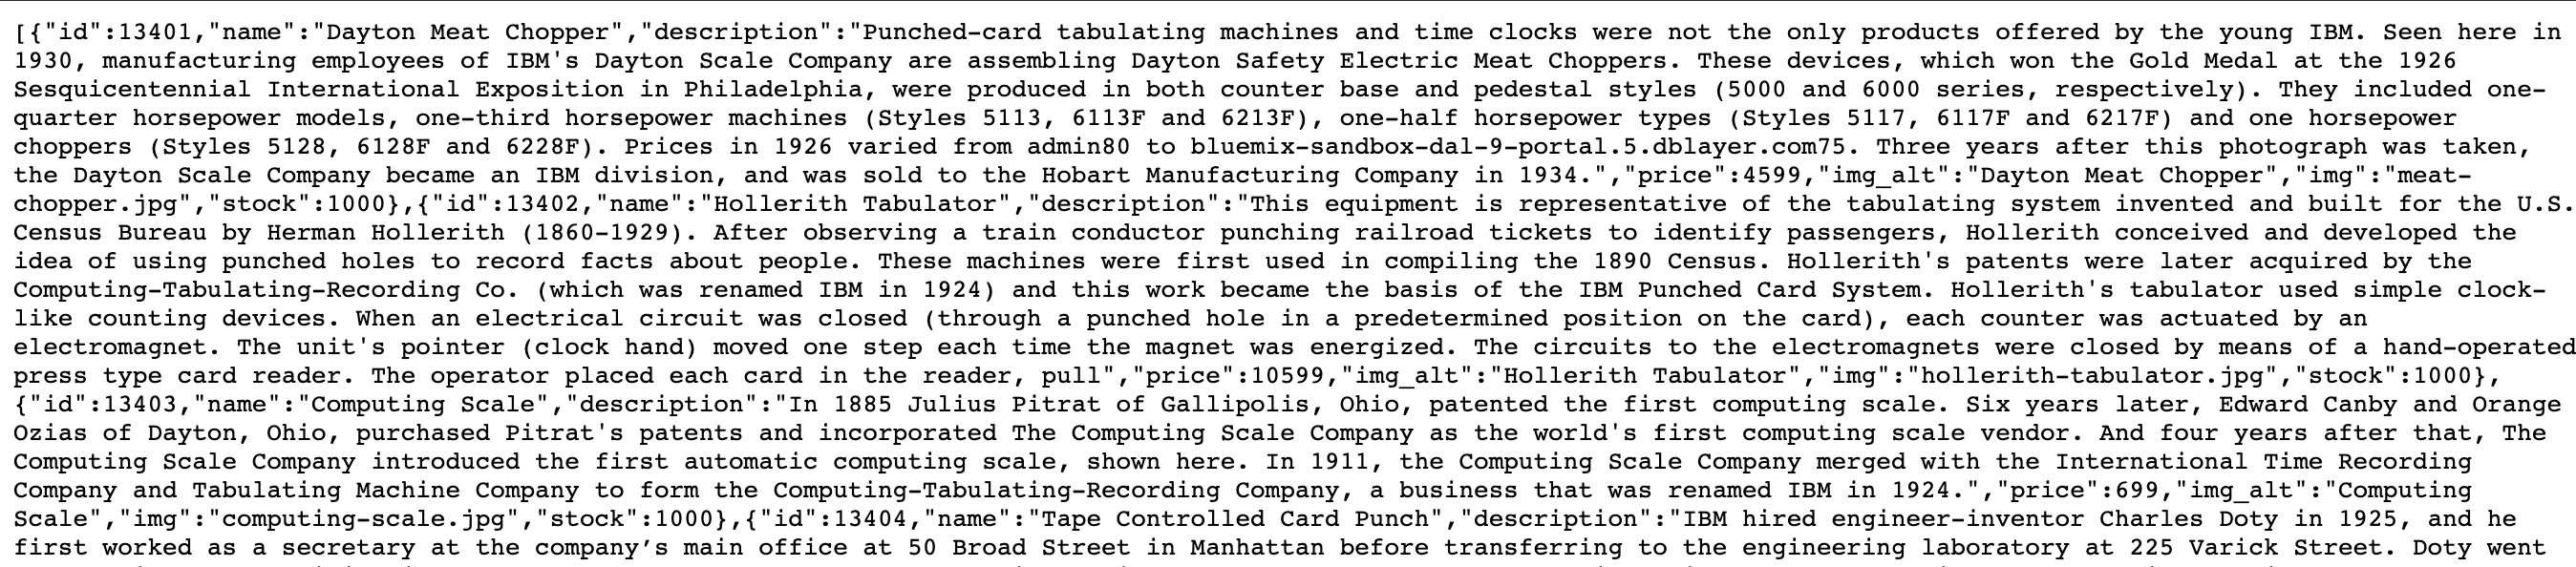 [{"id":13401,"name":"Dayton Meat Chopper","description":"Punched-card tabulating machines and time clocks were not the only products offered by the young IBM. Seen here in
1930, manufacturing employees of IBM's Dayton Scale Company are assembling Dayton Safety Electric Meat Choppers. These devices, which won the Gold Medal at the 1926
Sesquicentennial International Exposition in Philadelphia, were produced in both counter base and pedestal styles (5000 and 6000 series, respectively). They included one-
quarter horsepower models, one-third horsepower machines (Styles 5113, 6113F and 6213F), one-half horsepower types (Styles 5117, 6117F and 6217F) and one horsepower
choppers (Styles 5128, 6128F and 6228F). Prices in 1926 varied from admin80 to bluemix-sandbox-dal-9-portal.5.dblayer.com75. Three years after this photograph was taken,
the Dayton Scale Company became an IBM division, and was sold to the Hobart Manufacturing Company in 1934.","price":4599,"img_alt":"Dayton Meat Chopper","img":"meat-
chopper.jpg","stock":1000},{"id":13402,"name":"Hollerith Tabulator","description":"This equipment is representative of the tabulating system invented and built for the U.S.
Census Bureau by Herman Hollerith (1860-1929). After observing a train conductor punching railroad tickets to identify passengers, Hollerith conceived and developed the
idea of using punched holes to record facts about people. These machines were first used in compiling the 1890 Census. Hollerith's patents were later acquired by the
Computing-Tabulating-Recording Co. (which was renamed IBM in 1924) and this work became the basis of the IBM Punched Card System. Hollerith's tabulator used simple clock-
like counting devices. When an electrical circuit was closed (through a punched hole in a predetermined position on the card), each counter was actuated by an
electromagnet. The unit's pointer (clock hand) moved one step each time the magnet was energized. The circuits to the electromagnets were closed by means of a hand-operated
press type card reader. The operator placed each card in the reader, pull","price":10599,"img_alt":"Hollerith Tabulator","img":"hollerith-tabulator.jpg","stock":1000},
{"id":13403,"name":"Computing Scale","description":"In 1885 Julius Pitrat of Gallipolis, Ohio, patented the first computing scale. Six years later, Edward Canby and Orange
Ozias of Dayton, Ohio, purchased Pitrat's patents and incorporated The Computing Scale Company as the world's first computing scale vendor. And four years after that, The
Computing Scale Company introduced the first automatic computing scale, shown here. In 1911, the Computing Scale Company merged with the International Time Recording
Company and Tabulating Machine Company to form the Computing-Tabulating-Recording Company, a business that was renamed IBM in 1924.","price":699,"img_alt":"Computing
Scale","img":"computing-scale.jpg","stock":1000},{"id":13404,"name":"Tape Controlled Card Punch","description":"IBM hired engineer-inventor Charles Doty in 1925, and he
first worked as a secretary at the company’s main office at 50 Broad Street in Manhattan before transferring to the engineering laboratory at 225 Varick Street. Doty went